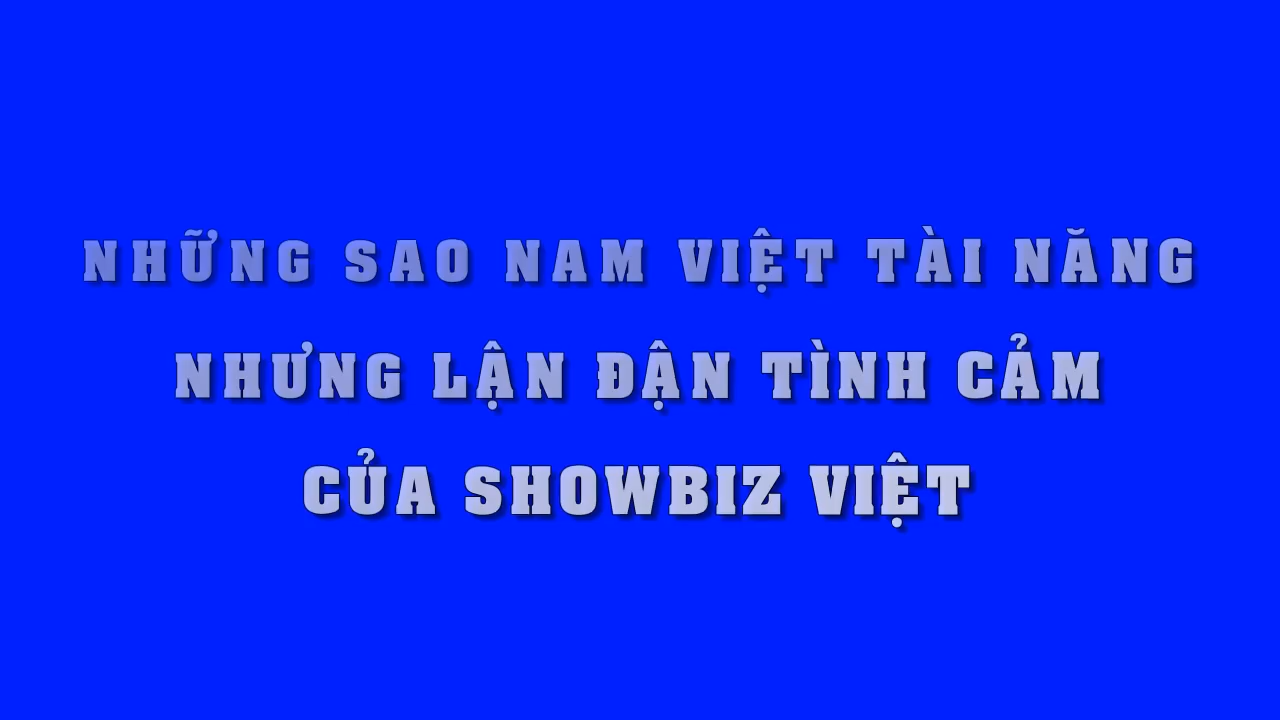 NHỮNG SAO NAM VIỆT TÀI NĂNG
NHƯNG LẬN ĐẬN TÌNH CẢM
CỦA SHOWBIZ VIỆT